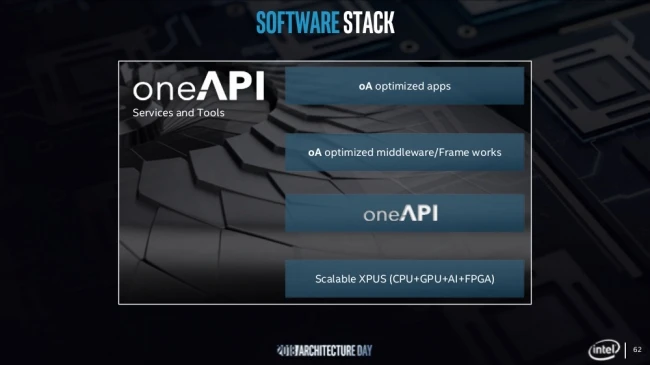 SOFTWARE STACK
oneAPI
Services and Tools
oA optimized apps
oA optimized middleware/Frame works
oneAPI
Scalable XPUS (CPU+GPU+AI+FPGA)
2018 ARCHITECTURE DAY
intel
62